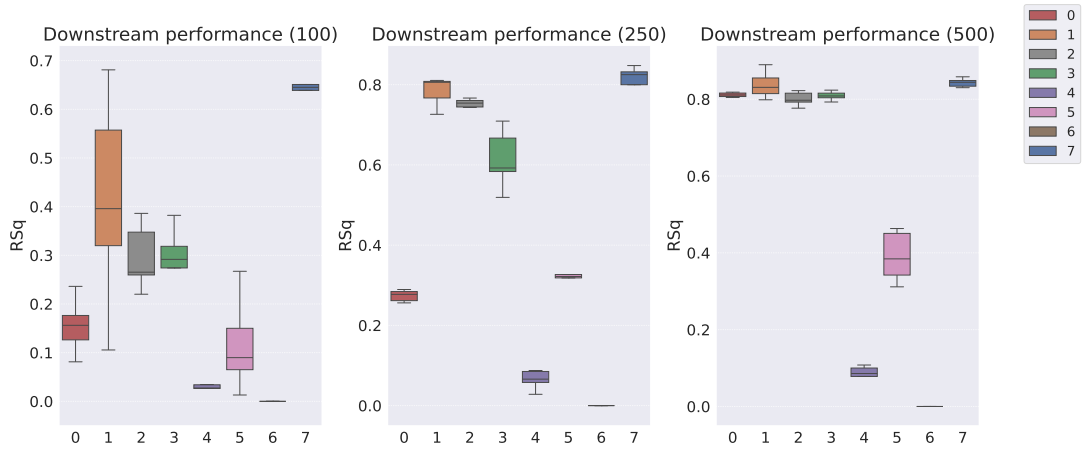 Downstream performance (100)
RSq
0.7
0.6
0.5
0.4
0.3
0.2
0.1
0.0
0 1 2 3 4 5 6 7
Downstream performance (250)
RSq
0.8
0.6
0.4
0.2
0.0
0 1 2 3 4 5 6 7
Downstream performance (500)
RSq
0.8
0.6
0.4
0.2
0.0
0 1 2 3 4 5 6 7
0
1
2
3
4
5
6
7